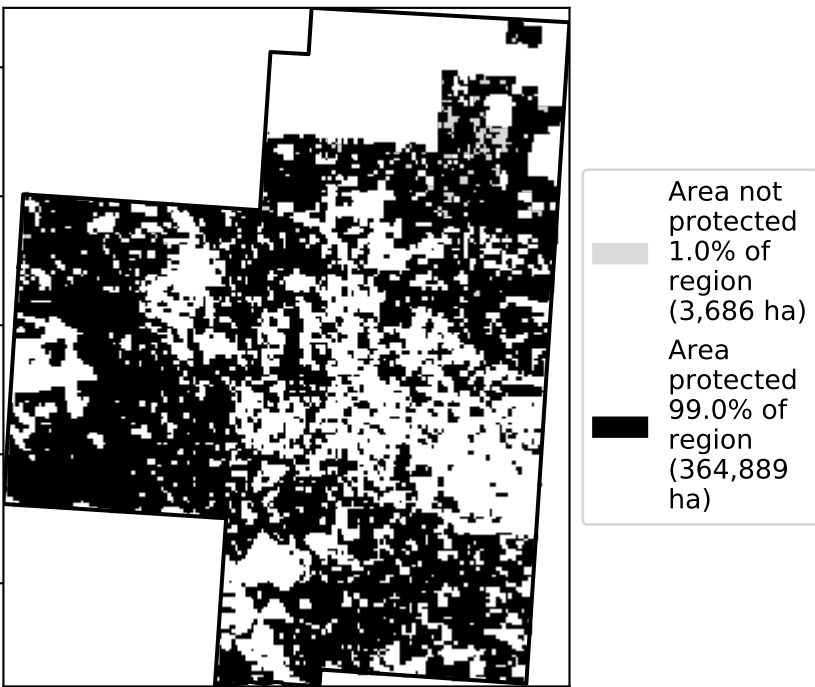 Area not
protected
1.0% of
region
(3,686 ha)
Area
protected
99.0% of
region
(364,889
ha)